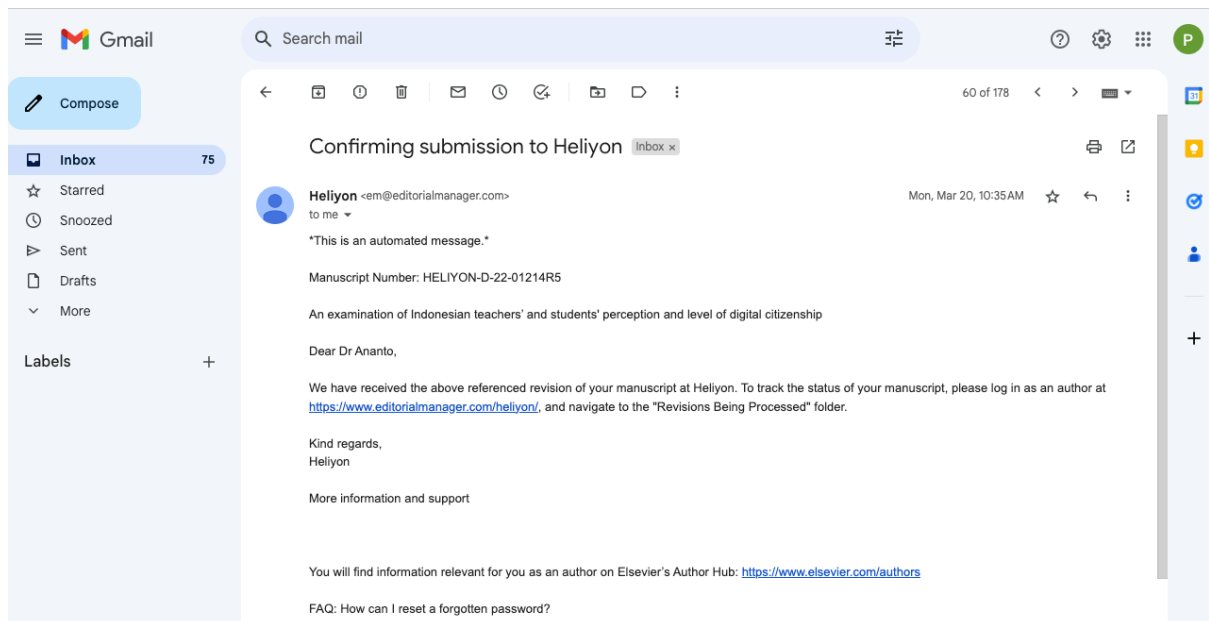 Gmail
Search mail
P
Compose
60 of 178
31
Confirming submission to Heliyon Inbox ×
Inbox 75
Starred
Heliyon <em@editorialmanager.com> Mon, Mar 20, 10:35 AM
to me
Snoozed
*This is an automated message.*
Sent
Manuscript Number: HELIYON-D-22-01214R5
Drafts
More
An examination of Indonesian teachers' and students' perception and level of digital citizenship
Dear Dr Ananto,
Labels
We have received the above referenced revision of your manuscript at Heliyon. To track the status of your manuscript, please log in as an author at
https://www.editorialmanager.com/heliyon/, and navigate to the "Revisions Being Processed" folder.
Kind regards,
Heliyon
More information and support
You will find information relevant for you as an author on Elsevier's Author Hub: https://www.elsevier.com/authors
FAQ: How can I reset a forgotten password?